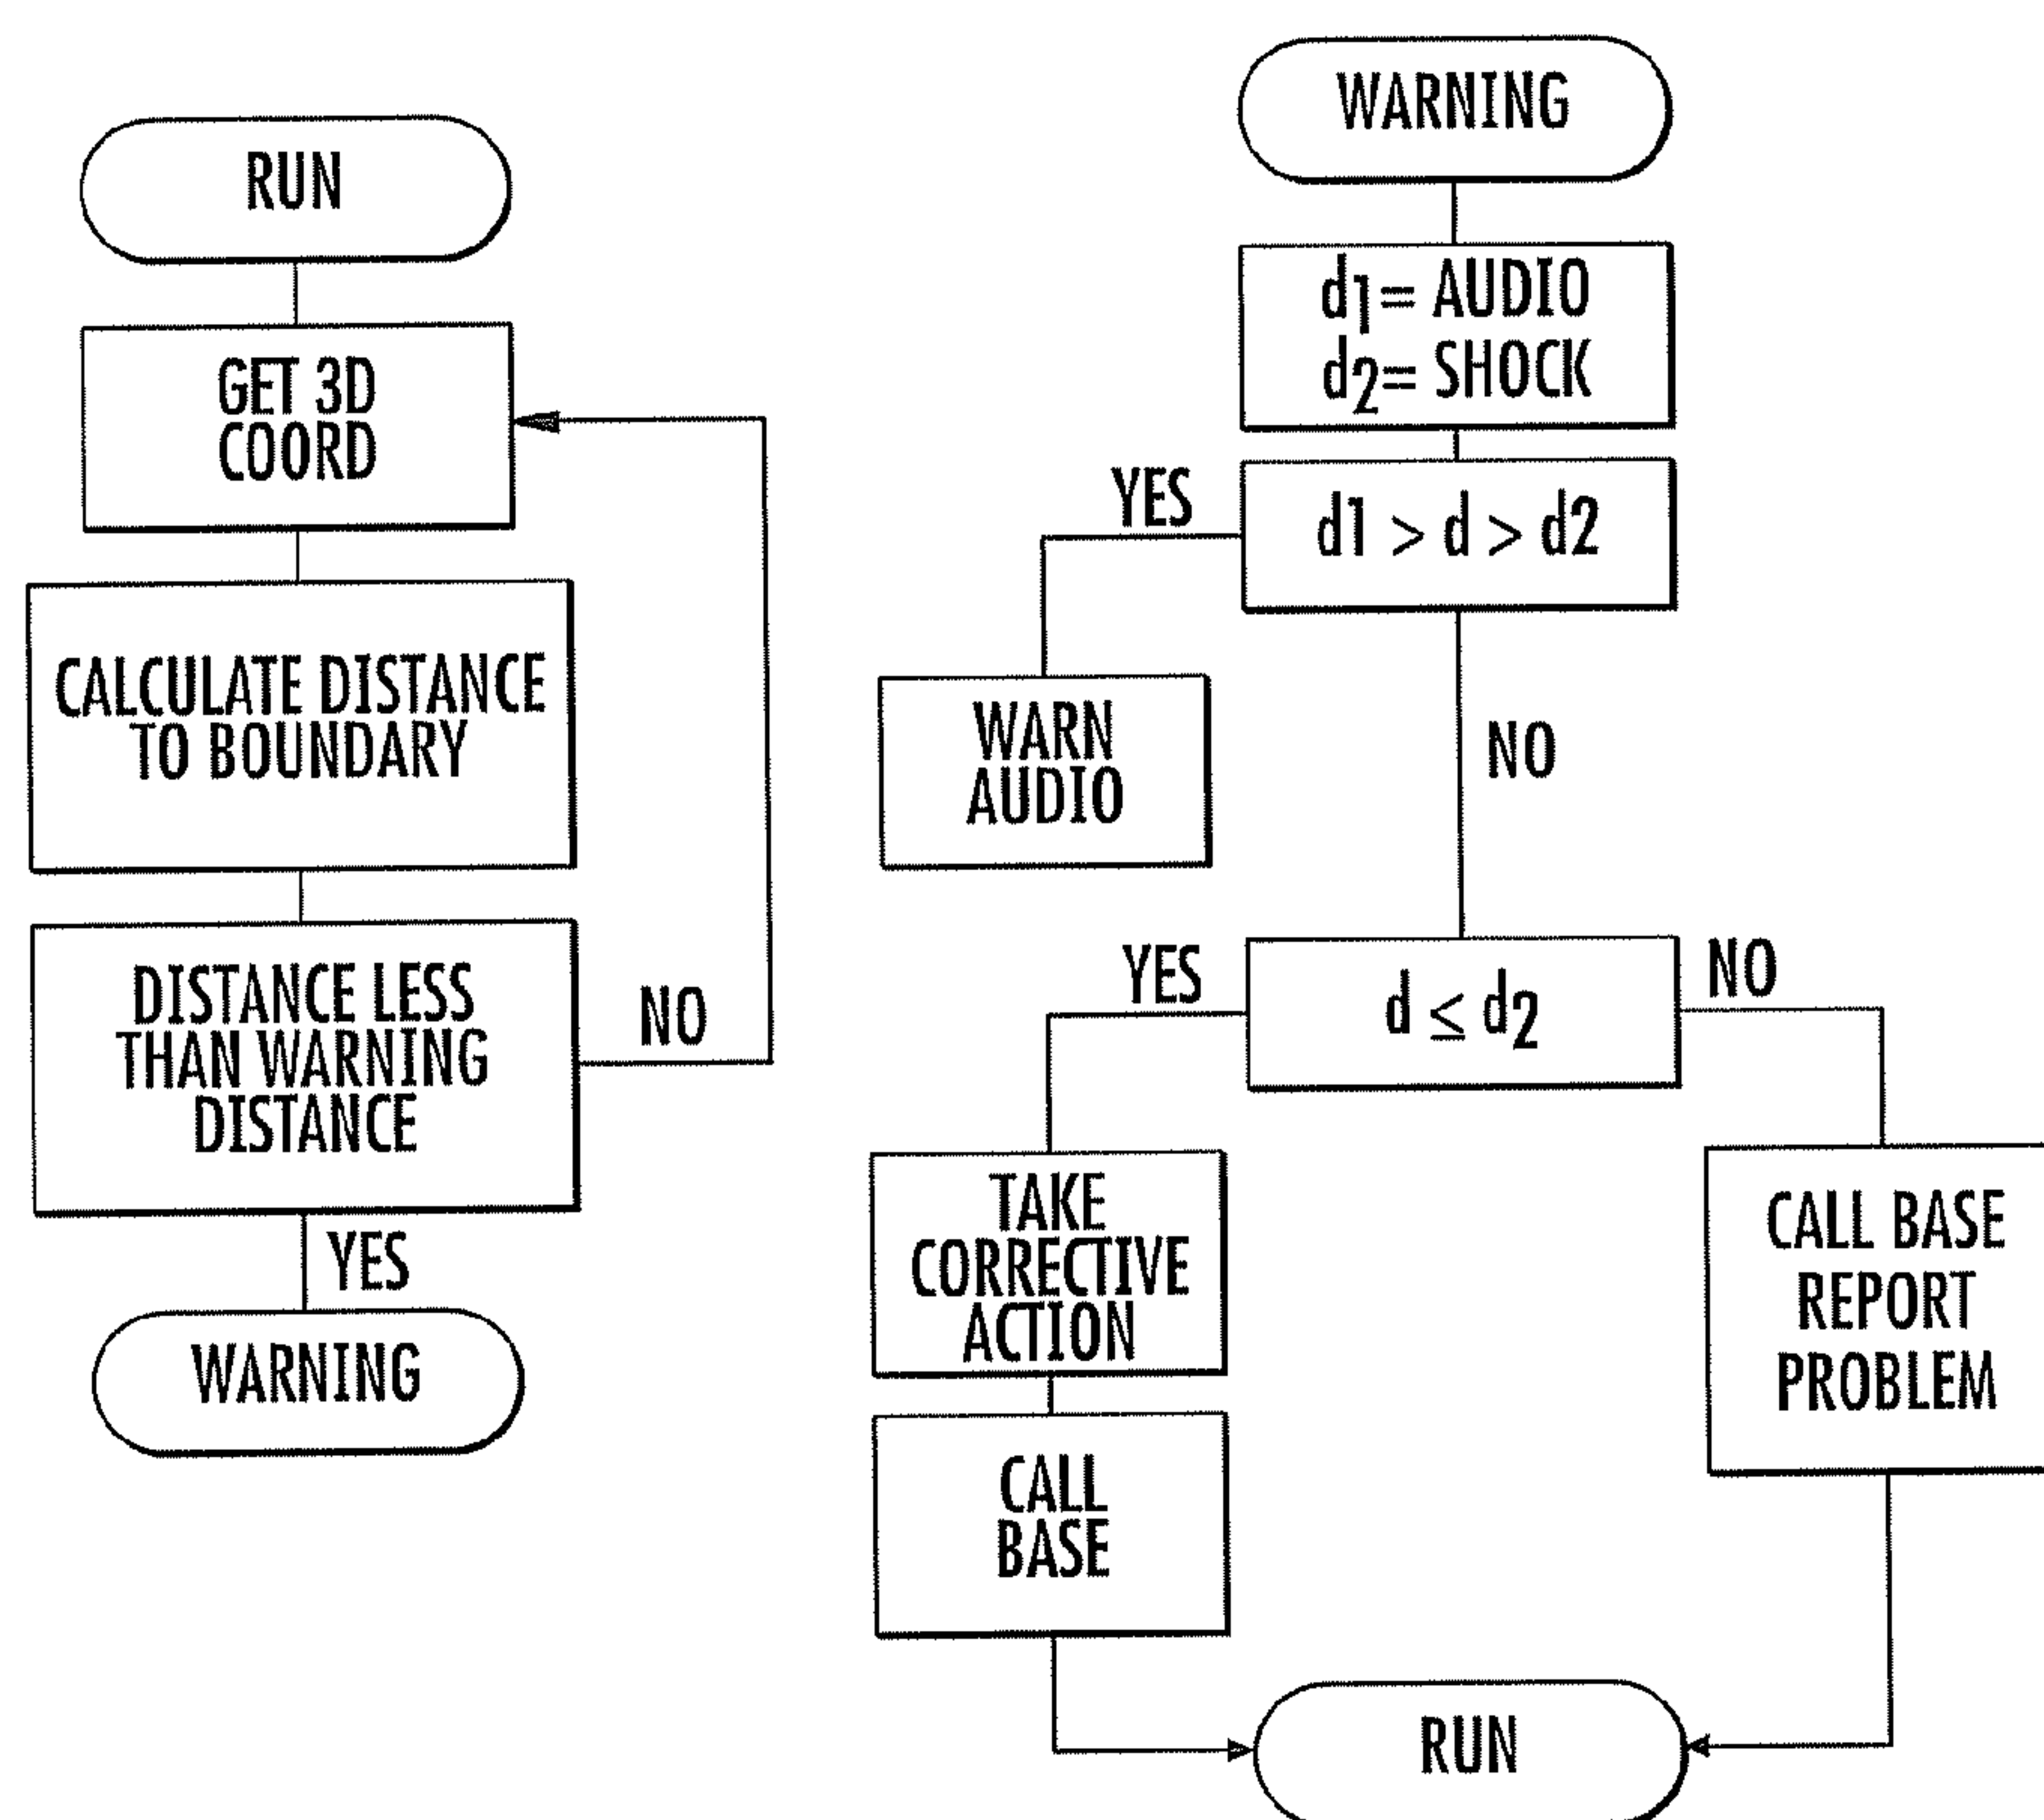 RUN
GET 3D
COORD
CALCULATE DISTANCE
TO BOUNDARY
DISTANCE LESS
THAN WARNING
DISTANCE
NO
YES
WARNING
WARNING
d1= AUDIO
d2= SHOCK
d1 > d > d2
YES
WARN
AUDIO
NO
d ≤ d2
YES
NO
TAKE
CORRECTIVE
ACTION
CALL
BASE
CALL BASE
REPORT
PROBLEM
RUN